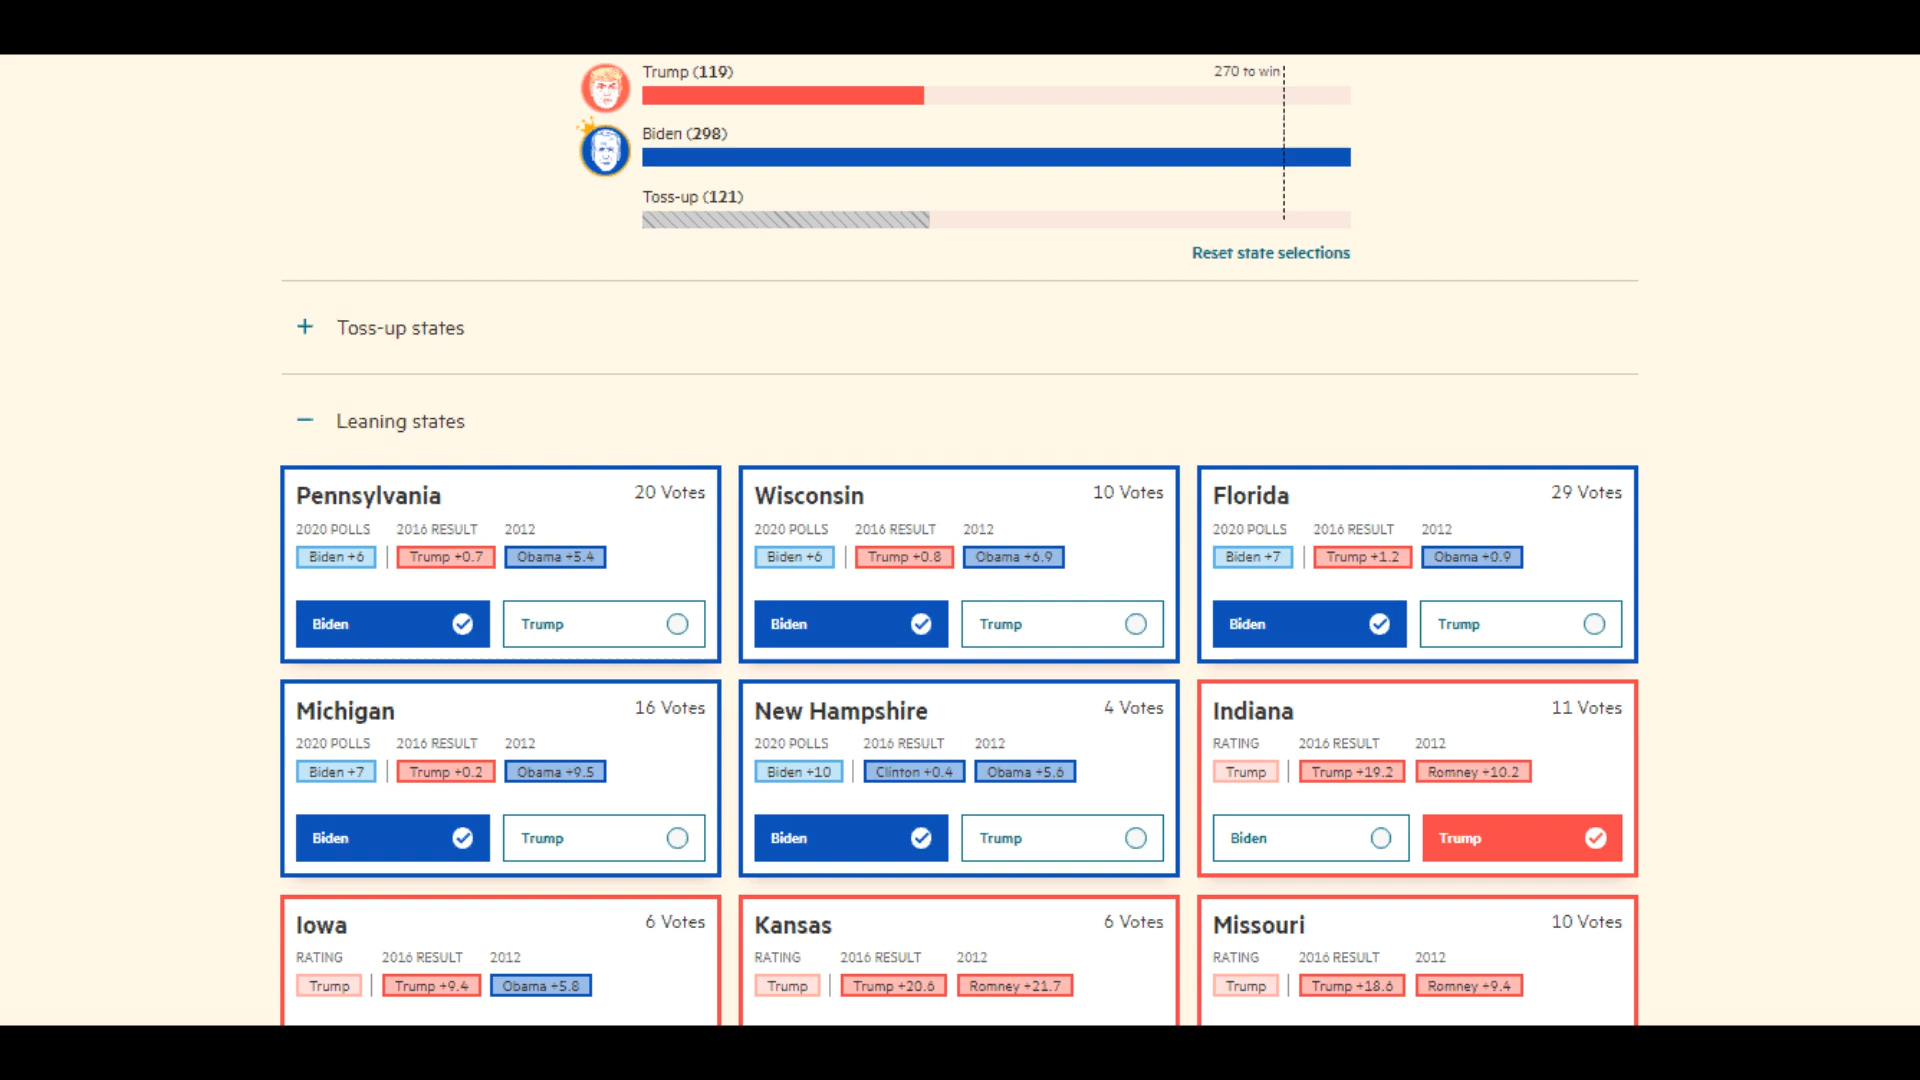 Trump (119)
270 to win
Biden (298)
Toss-up (121)
Reset state selections
+ Toss-up states
− Leaning states
Pennsylvania 20 Votes
2020 POLLS 2016 RESULT 2012
Biden +6 Trump +0.7 Obama +5.4
Biden Trump
Wisconsin 10 Votes
2020 POLLS 2016 RESULT 2012
Biden +6 Trump +0.8 Obama +6.9
Biden Trump
Florida 29 Votes
2020 POLLS 2016 RESULT 2012
Biden +7 Trump +1.2 Obama +0.9
Biden Trump
Michigan 16 Votes
2020 POLLS 2016 RESULT 2012
Biden +7 Trump +0.2 Obama +9.5
Biden Trump
New Hampshire 4 Votes
2020 POLLS 2016 RESULT 2012
Biden +10 Clinton +0.4 Obama +5.6
Biden Trump
Indiana 11 Votes
RATING 2016 RESULT 2012
Trump Trump +19.2 Romney +10.2
Biden Trump
Iowa 6 Votes
RATING 2016 RESULT 2012
Trump Trump +9.4 Obama +5.8
Kansas 6 Votes
RATING 2016 RESULT 2012
Trump Trump +20.6 Romney +21.7
Missouri 10 Votes
RATING 2016 RESULT 2012
Trump Trump +18.6 Romney +9.4